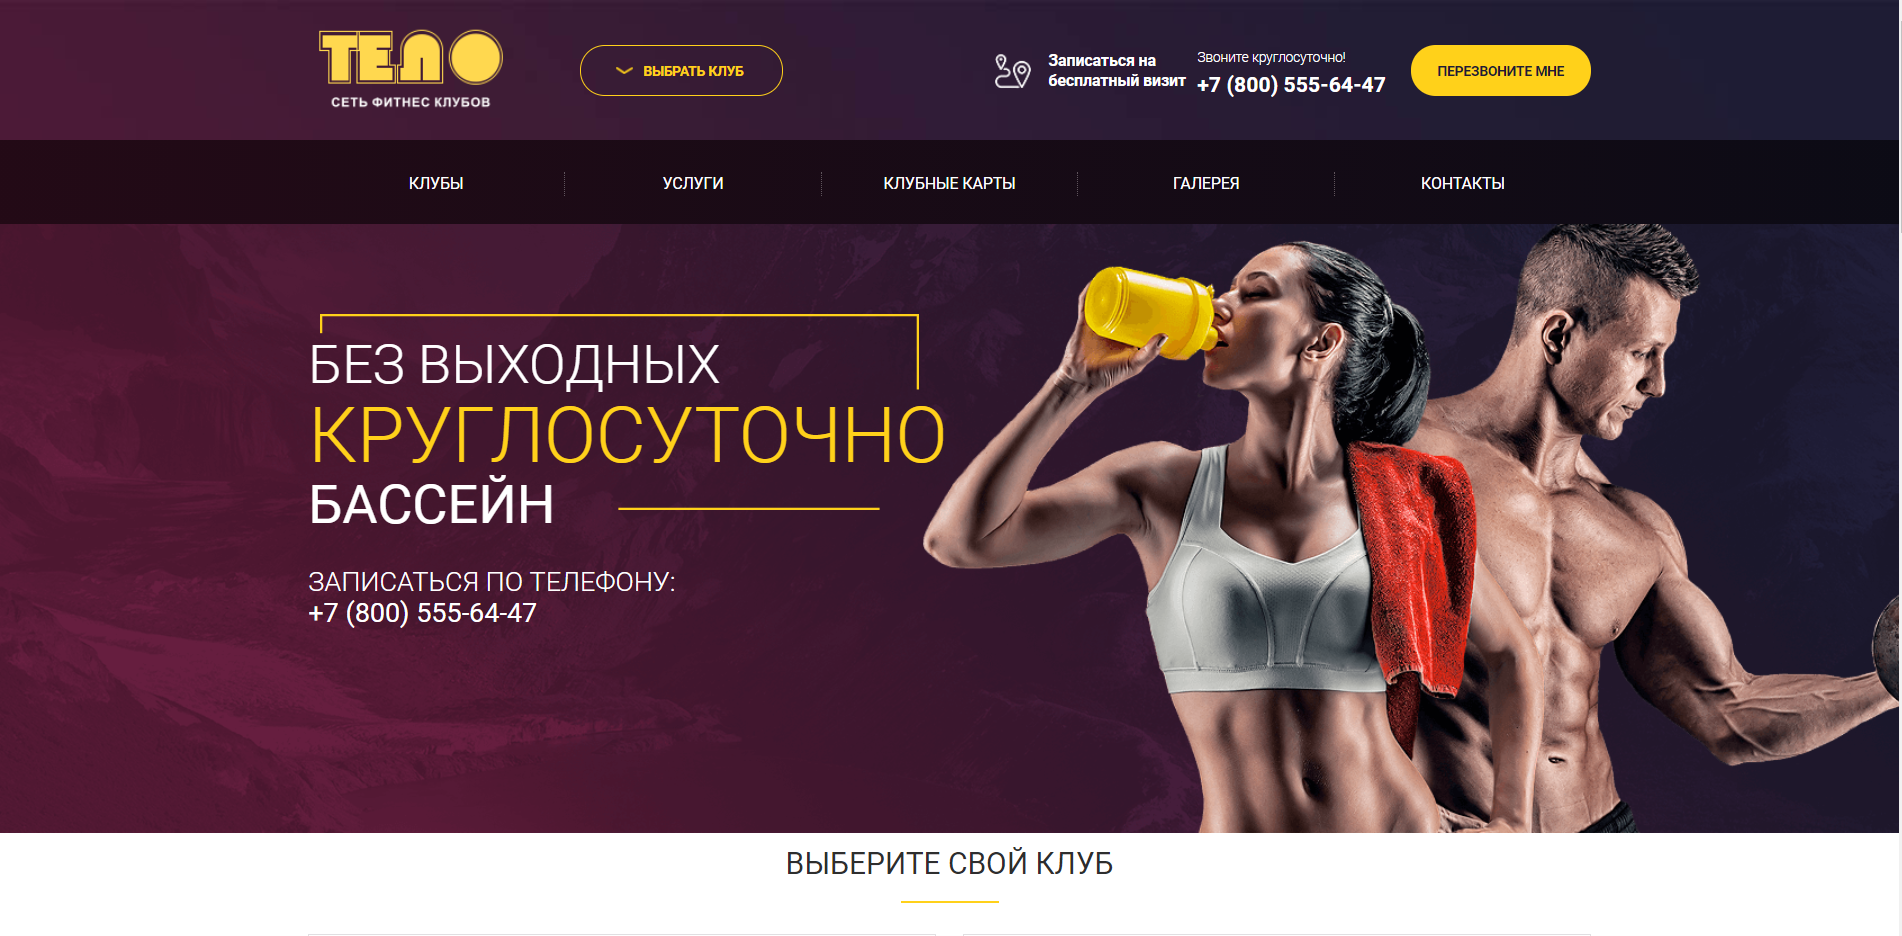 ТЕЛО
СЕТЬ ФИТНЕС КЛУБОВ
ВЫБРАТЬ КЛУБ
Записаться на
бесплатный визит
Звоните круглосуточно!
+7 (800) 555-64-47
ПЕРЕЗВОНИТЕ МНЕ
КЛУБЫ
УСЛУГИ
КЛУБНЫЕ КАРТЫ
ГАЛЕРЕЯ
КОНТАКТЫ
БЕЗ ВЫХОДНЫХ
КРУГЛОСУТОЧНО
БАССЕЙН
ЗАПИСАТЬСЯ ПО ТЕЛЕФОНУ:
+7 (800) 555-64-47
ВЫБЕРИТЕ СВОЙ КЛУБ